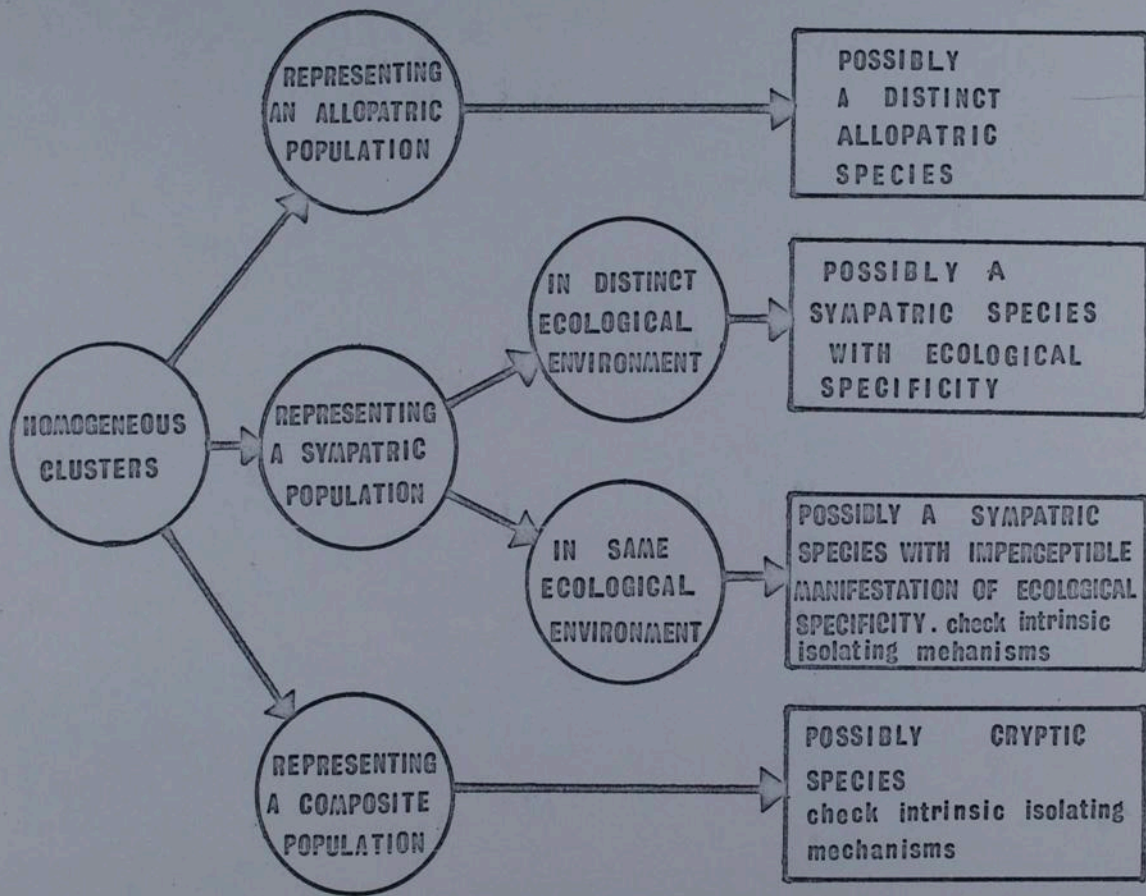 REPRESENTING
AN ALLOPATRIC
POPULATION
POSSIBLY
A DISTINCT
ALLOPATRIC
SPECIES
IN DISTINCT
ECOLOGICAL
ENVIRONMENT
POSSIBLY A
SYMPATRIC SPECIES
WITH ECOLOGICAL
SPECIFICITY
HOMOGENEOUS
CLUSTERS
REPRESENTING
A SYMPATRIC
POPULATION
IN SAME
ECOLOGICAL
ENVIRONMENT
POSSIBLY A SYMPATRIC
SPECIES WITH IMPERCEPTIBLE
MANIFESTATION OF ECOLOGICAL
SPECIFICITY. check intrinsic
isolating mehanisms
REPRESENTING
A COMPOSITE
POPULATION
POSSIBLY CRYPTIC
SPECIES
check intrinsic isolating
mechanisms